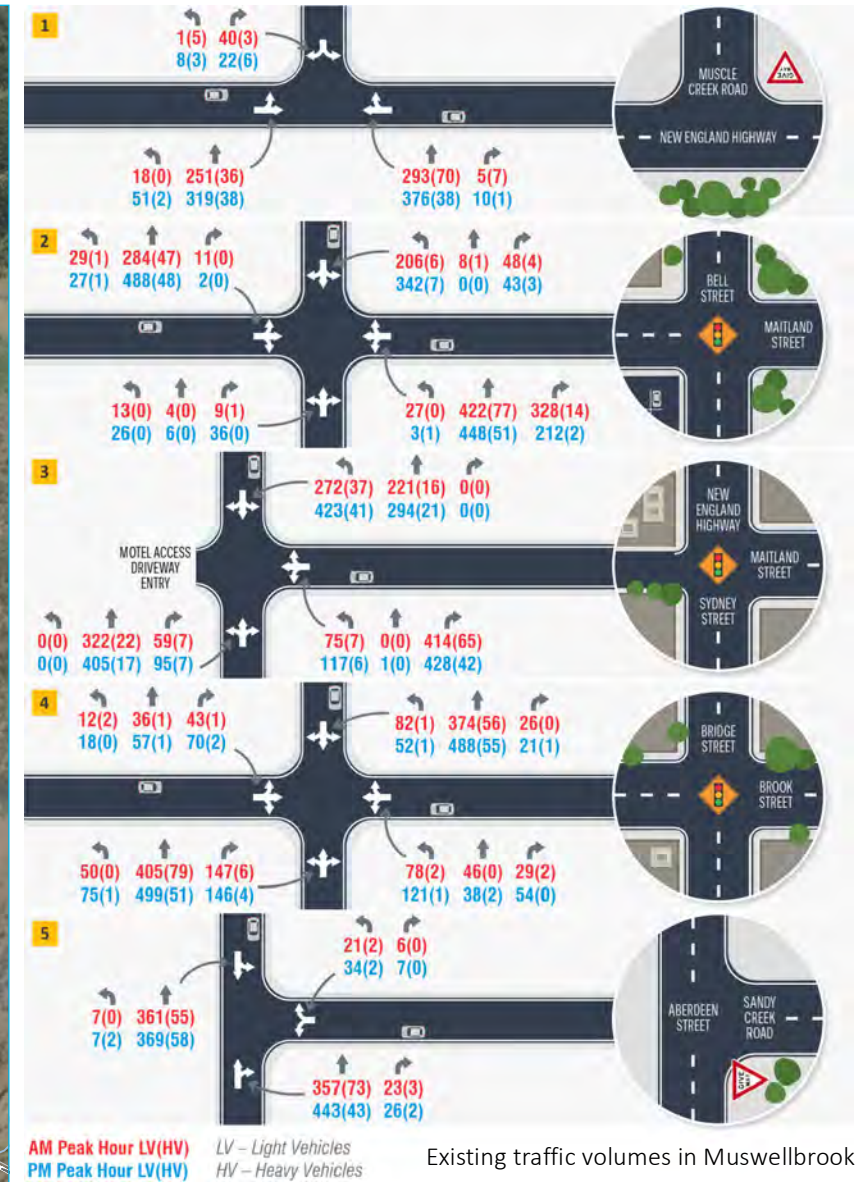 1
1(5) 40(3)
8(3) 22(6)
18(0) 251(36)
51(2) 319(38)
293(70) 5(7)
376(38) 10(1)
MUSCLE
CREEK ROAD
GIVE
WAY
NEW ENGLAND HIGHWAY
2
29(1) 284(47) 11(0)
27(1) 488(48) 2(0)
206(6) 8(1) 48(4)
342(7) 0(0) 43(3)
13(0) 4(0) 9(1)
26(0) 6(0) 36(0)
27(0) 422(77) 328(14)
3(1) 448(51) 212(2)
BELL
STREET
MAITLAND
STREET
3
272(37) 221(16) 0(0)
423(41) 294(21) 0(0)
MOTEL ACCESS
DRIVEWAY
ENTRY
0(0) 322(22) 59(7)
0(0) 405(17) 95(7)
75(7) 0(0) 414(65)
117(6) 1(0) 428(42)
NEW
ENGLAND
HIGHWAY
MAITLAND
STREET
SYDNEY
STREET
4
12(2) 36(1) 43(1)
18(0) 57(1) 70(2)
82(1) 374(56) 26(0)
52(1) 488(55) 21(1)
50(0) 405(79) 147(6)
75(1) 499(51) 146(4)
78(2) 46(0) 29(2)
121(1) 38(2) 54(0)
BRIDGE
STREET
BROOK
STREET
5
21(2) 6(0)
34(2) 7(0)
7(0) 361(55)
7(2) 369(58)
357(73) 23(3)
443(43) 26(2)
ABERDEEN
STREET
SANDY
CREEK
ROAD
GIVE
WAY
AM Peak Hour LV(HV) LV – Light Vehicles
PM Peak Hour LV(HV) HV – Heavy Vehicles
Existing traffic volumes in Muswellbrook